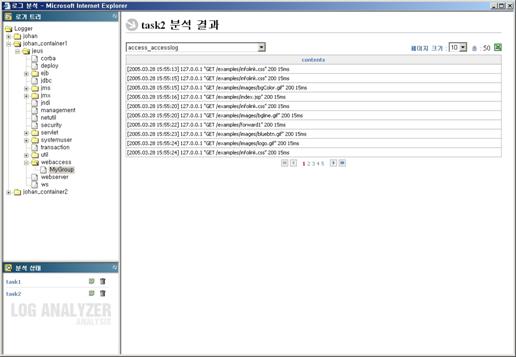 로그 분석 - Microsoft Internet Explorer
로거 트리
Logger
johan
johan_container1
jeus
corba
deploy
ejb
jdbc
jms
jmx
jndi
management
netutil
security
servlet
systemuser
transaction
util
webaccess
MyGroup
webserver
ws
johan_container2
분석 상태
task1
task2
LOG ANALYZER
ANALYSIS
task2 분석 결과
access_accesslog
페이지 크기 : 10 총 : 50
contents
[2005.03.28 15:55:13] 127.0.0.1 "GET /examples/infolink.css" 200 15ms
[2005.03.28 15:55:15] 127.0.0.1 "GET /examples/infolink.css" 200 15ms
[2005.03.28 15:55:15] 127.0.0.1 "GET /examples/images/bgColor.gif" 200 15ms
[2005.03.28 15:55:16] 127.0.0.1 "GET /examples/index.jsp" 200 15ms
[2005.03.28 15:55:20] 127.0.0.1 "GET /examples/infolink.css" 200 15ms
[2005.03.28 15:55:20] 127.0.0.1 "GET /examples/images/bgline.gif" 200 15ms
[2005.03.28 15:55:22] 127.0.0.1 "GET /examples/forward1" 200 15ms
[2005.03.28 15:55:23] 127.0.0.1 "GET /examples/images/bluebtn.gif" 200 15ms
[2005.03.28 15:55:24] 127.0.0.1 "GET /examples/images/logo.gif" 200 15ms
[2005.03.28 15:55:24] 127.0.0.1 "GET /examples/infolink.css" 200 15ms
1 2 3 4 5